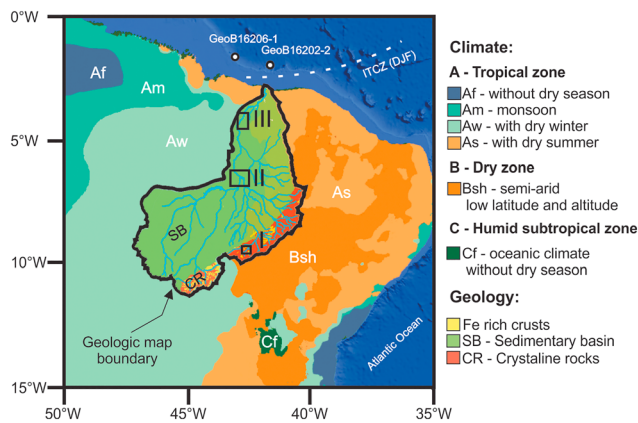 0°W
5°W
10°W
15°W
50°W
45°W
40°W
35°W
GeoB16206-1
GeoB16202-2
ITCZ (DJF)
Af
Am
Aw
As
III
II
I
SB
CR
Bsh
Cf
Geologic map
boundary
Atlantic Ocean
Climate:
A - Tropical zone
Af - without dry season
Am - monsoon
Aw - with dry winter
As - with dry summer
B - Dry zone
Bsh - semi-arid
low latitude and altitude
C - Humid subtropical zone
Cf - oceanic climate
without dry season
Geology:
Fe rich crusts
SB - Sedimentary basin
CR - Crystaline rocks